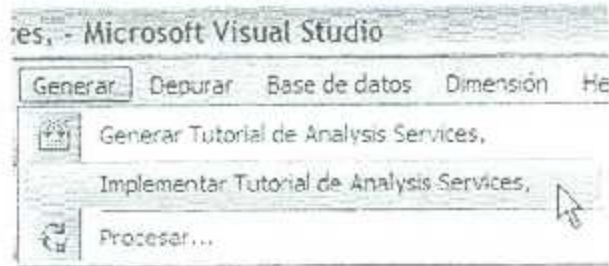 es, - Microsoft Visual Studio
Generar Depurar Base de datos Dimensión He
Generar Tutorial de Analysis Services,
Implementar Tutorial de Analysis Services,
Procesar...